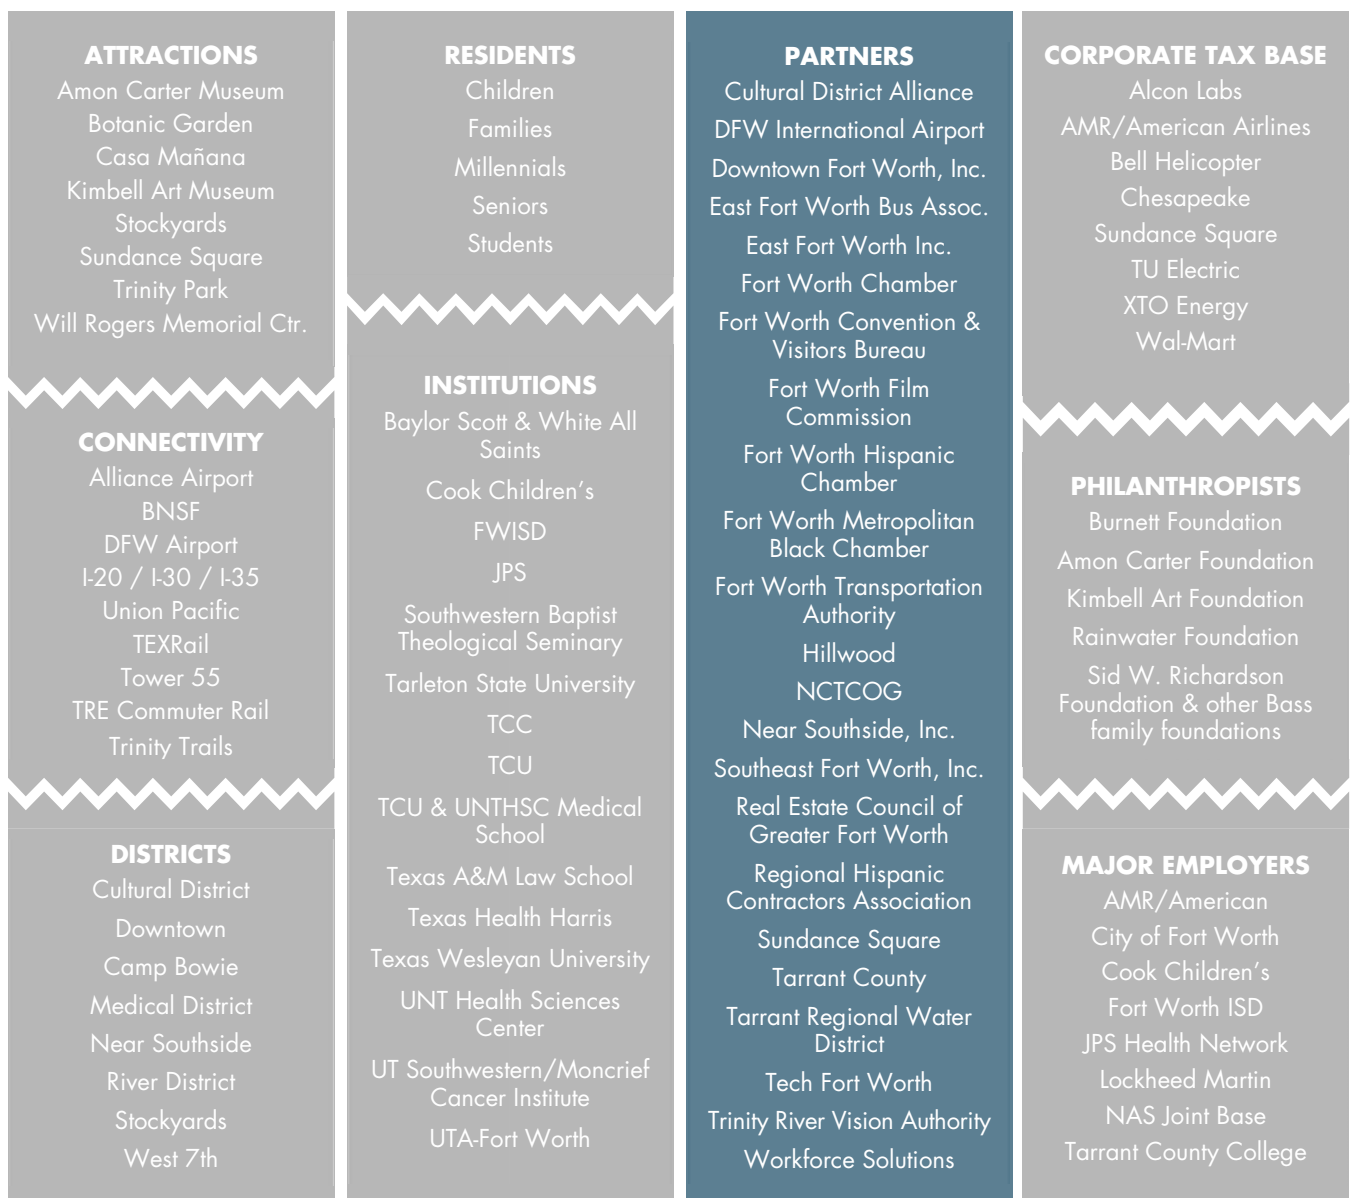 ATTRACTIONS
Amon Carter Museum
Botanic Garden
Casa Mañana
Kimbell Art Museum
Stockyards
Sundance Square
Trinity Park
Will Rogers Memorial Ctr.
CONNECTIVITY
Alliance Airport
BNSF
DFW Airport
I-20 / I-30 / I-35
Union Pacific
TEXRail
Tower 55
TRE Commuter Rail
Trinity Trails
DISTRICTS
Cultural District
Downtown
Camp Bowie
Medical District
Near Southside
River District
Stockyards
West 7th
RESIDENTS
Children
Families
Millennials
Seniors
Students
INSTITUTIONS
Baylor Scott & White All
Saints
Cook Children’s
FWISD
JPS
Southwestern Baptist
Theological Seminary
Tarleton State University
TCC
TCU
TCU & UNTHSC Medical
School
Texas A&M Law School
Texas Health Harris
Texas Wesleyan University
UNT Health Sciences
Center
UT Southwestern/Moncrief
Cancer Institute
UTA-Fort Worth
PARTNERS
Cultural District Alliance
DFW International Airport
Downtown Fort Worth, Inc.
East Fort Worth Bus Assoc.
East Fort Worth Inc.
Fort Worth Chamber
Fort Worth Convention &
Visitors Bureau
Fort Worth Film
Commission
Fort Worth Hispanic
Chamber
Fort Worth Metropolitan
Black Chamber
Fort Worth Transportation
Authority
Hillwood
NCTCOG
Near Southside, Inc.
Southeast Fort Worth, Inc.
Real Estate Council of
Greater Fort Worth
Regional Hispanic
Contractors Association
Sundance Square
Tarrant County
Tarrant Regional Water
District
Tech Fort Worth
Trinity River Vision Authority
Workforce Solutions
CORPORATE TAX BASE
Alcon Labs
AMR/American Airlines
Bell Helicopter
Chesapeake
Sundance Square
TU Electric
XTO Energy
Wal-Mart
PHILANTHROPISTS
Burnett Foundation
Amon Carter Foundation
Kimbell Art Foundation
Rainwater Foundation
Sid W. Richardson
Foundation & other Bass
family foundations
MAJOR EMPLOYERS
AMR/American
City of Fort Worth
Cook Children’s
Fort Worth ISD
JPS Health Network
Lockheed Martin
NAS Joint Base
Tarrant County College